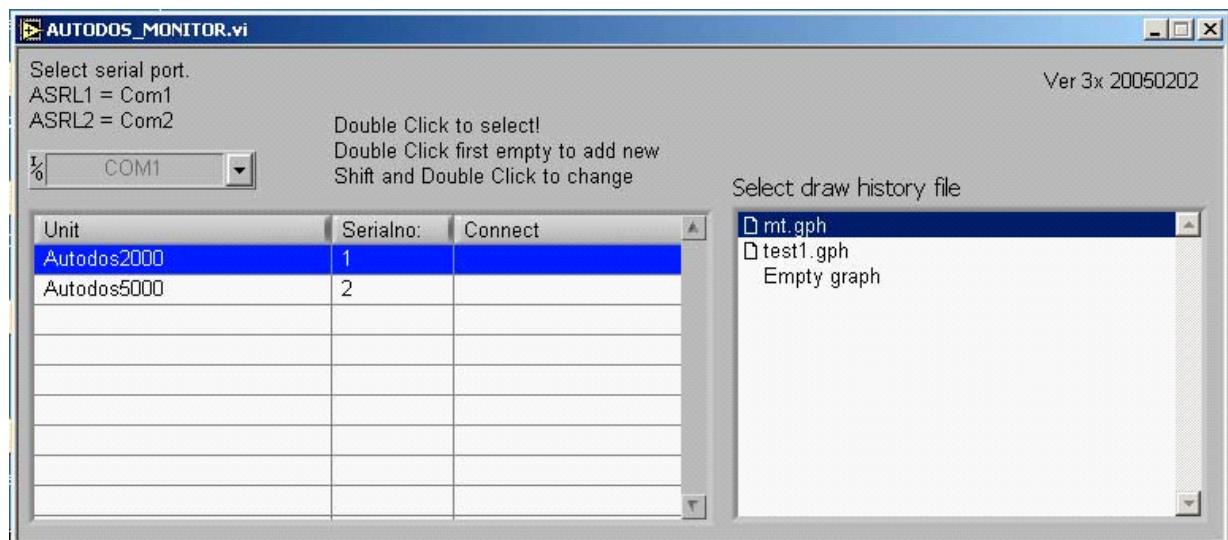 AUTODOS_MONITOR.vi
Select serial port.
ASRL1 = Com1
ASRL2 = Com2
Ver 3x 20050202
Double Click to select!
Double Click first empty to add new
Shift and Double Click to change
I/O COM1
Select draw history file
Unit Serialno: Connect
Autodos2000 1
Autodos5000 2
mt.gph
test1.gph
Empty graph